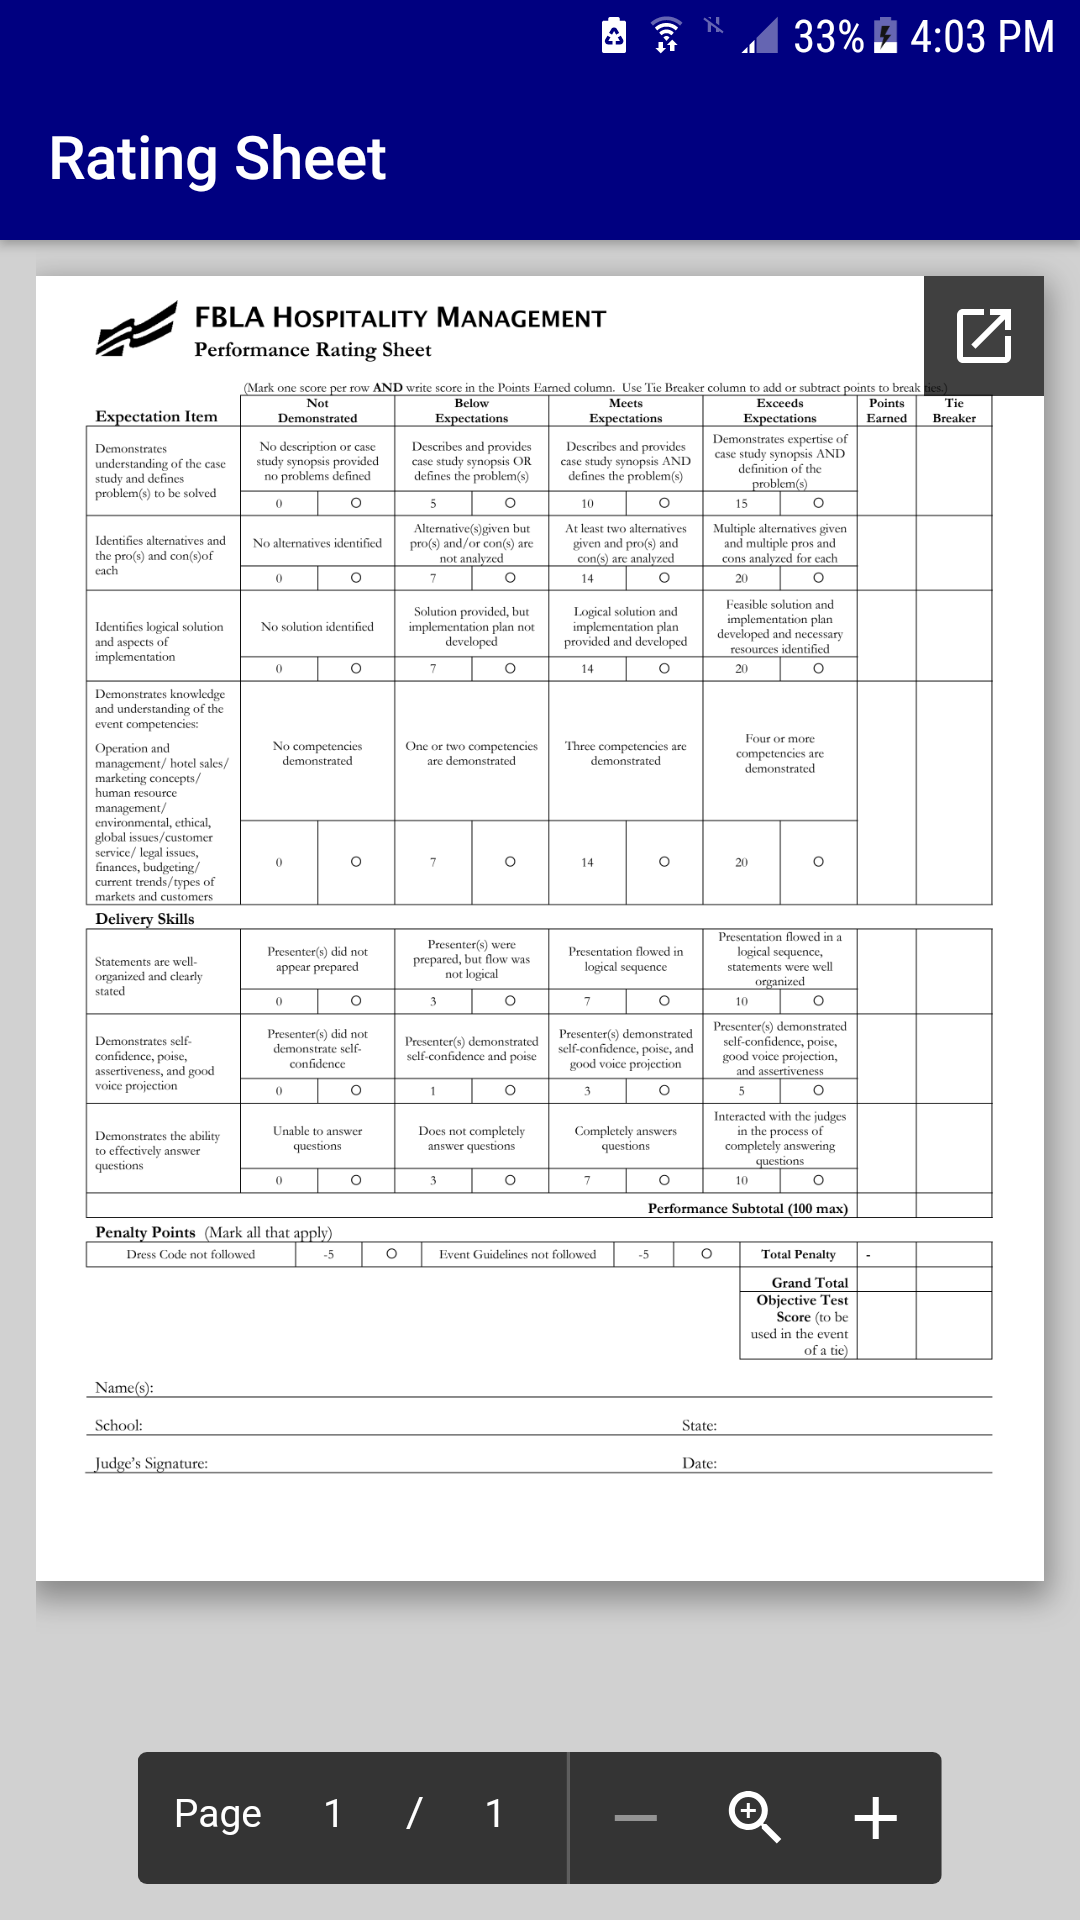 33% 4:03 PM
Rating Sheet
FBLA HOSPITALITY MANAGEMENT
Performance Rating Sheet
(Mark one score per row AND write score in the Points Earned column. Use Tie Breaker column to add or subtract points to break ties.)
Expectation Item
Not Demonstrated
Below Expectations
Meets Expectations
Exceeds Expectations
Points Earned
Tie Breaker
Demonstrates
understanding of the case
study and defines
problem(s) to be solved
No description or case
study synopsis provided
no problems defined
Describes and provides
case study synopsis OR
defines the problem(s)
Describes and provides
case study synopsis AND
defines the problem(s)
Demonstrates expertise of
case study synopsis AND
definition of the
problem(s)
0 5 10 15
Identifies alternatives and
the pro(s) and con(s)of
each
No alternatives identified
Alternative(s)given but
pro(s) and/or con(s) are
not analyzed
At least two alternatives
given and pro(s) and
con(s) are analyzed
Multiple alternatives given
and multiple pros and
cons analyzed for each
0 7 14 20
Identifies logical solution
and aspects of
implementation
No solution identified
Solution provided, but
implementation plan not
developed
Logical solution and
implementation plan
provided and developed
Feasible solution and
implementation plan
developed and necessary
resources identified
0 7 14 20
Demonstrates knowledge
and understanding of the
event competencies:
Operation and
management/ hotel sales/
marketing concepts/
human resource
management/
environmental, ethical,
global issues/customer
service/ legal issues,
finances, budgeting/
current trends/types of
markets and customers
No competencies
demonstrated
One or two competencies
are demonstrated
Three competencies are
demonstrated
Four or more
competencies are
demonstrated
0 7 14 20
Delivery Skills
Statements are well-
organized and clearly
stated
Presenter(s) did not
appear prepared
Presenter(s) were
prepared, but flow was
not logical
Presentation flowed in
logical sequence
Presentation flowed in a
logical sequence,
statements were well
organized
0 3 7 10
Demonstrates self-
confidence, poise,
assertiveness, and good
voice projection
Presenter(s) did not
demonstrate self-
confidence
Presenter(s) demonstrated
self-confidence and poise
Presenter(s) demonstrated
self-confidence, poise, and
good voice projection
Presenter(s) demonstrated
self-confidence, poise,
good voice projection,
and assertiveness
0 1 3 5
Demonstrates the ability
to effectively answer
questions
Unable to answer
questions
Does not completely
answer questions
Completely answers
questions
Interacted with the judges
in the process of
completely answering
questions
0 3 7 10
Performance Subtotal (100 max)
Penalty Points (Mark all that apply)
Dress Code not followed -5 Event Guidelines not followed -5 Total Penalty -
Grand Total
Objective Test
Score (to be
used in the event
of a tie)
Name(s):
School: State:
Judge's Signature: Date:
Page 1 / 1